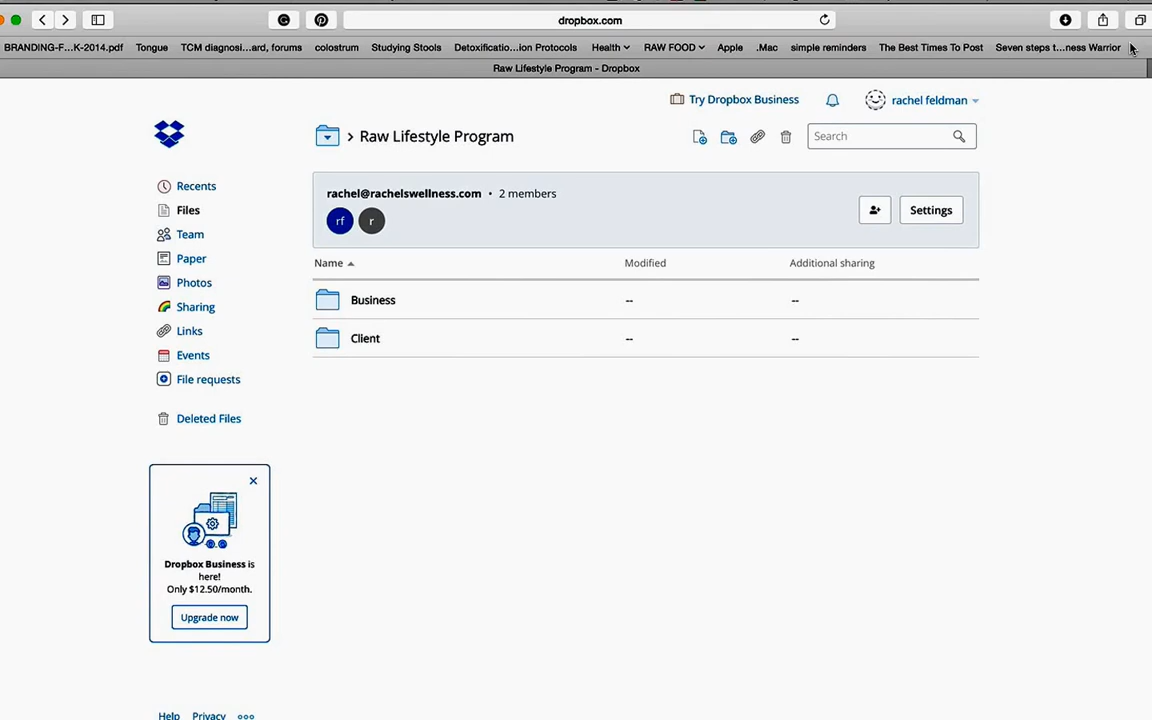 dropbox.com
BRANDING-F...K-2014.pdf Tongue TCM diagnosi...ard, forums colostrum Studying Stools Detoxificatio...ion Protocols Health RAW FOOD Apple .Mac simple reminders The Best Times To Post Seven steps t...ness Warrior
Raw Lifestyle Program - Dropbox
Try Dropbox Business rachel feldman
> Raw Lifestyle Program Search
Recents
Files
Team
Paper
Photos
Sharing
Links
Events
File requests
Deleted Files
rachel@rachelswellness.com • 2 members
rf r Settings
Name Modified Additional sharing
Business -- --
Client -- --
Dropbox Business is
here!
Only $12.50/month.
Upgrade now
Help Privacy